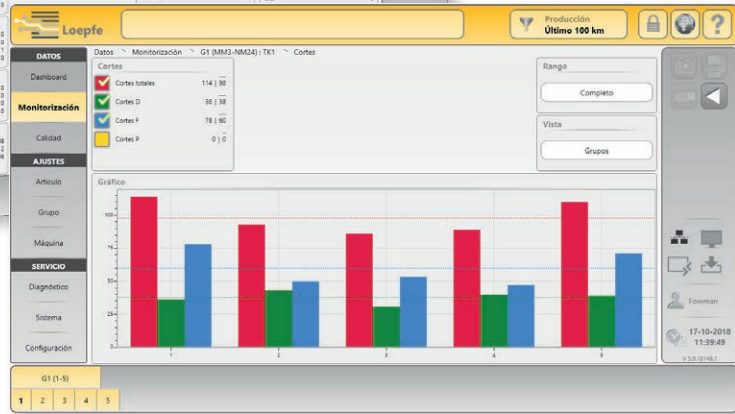 Loepfe
Producción
Último 100 km
?
DATOS
Dashboard
Monitorización
Calidad
AJUSTES
Artículo
Grupo
Máquina
SERVICIO
Diagnóstico
Sistema
Configuración
Datos > Monitorización > G1 (MM3-NM24) : TK1 > Cortes
Cortes
Cortes totales 114 | 98
Cortes D 36 | 38
Cortes F 78 | 60
Cortes P 0 | 0
Rango
Completo
Vista
Grupos
Gráfico
100
75
50
25
0
1 2 3 4 5
Foreman
17-10-2018
11:39:49
G1 (1-5)
1 2 3 4 5